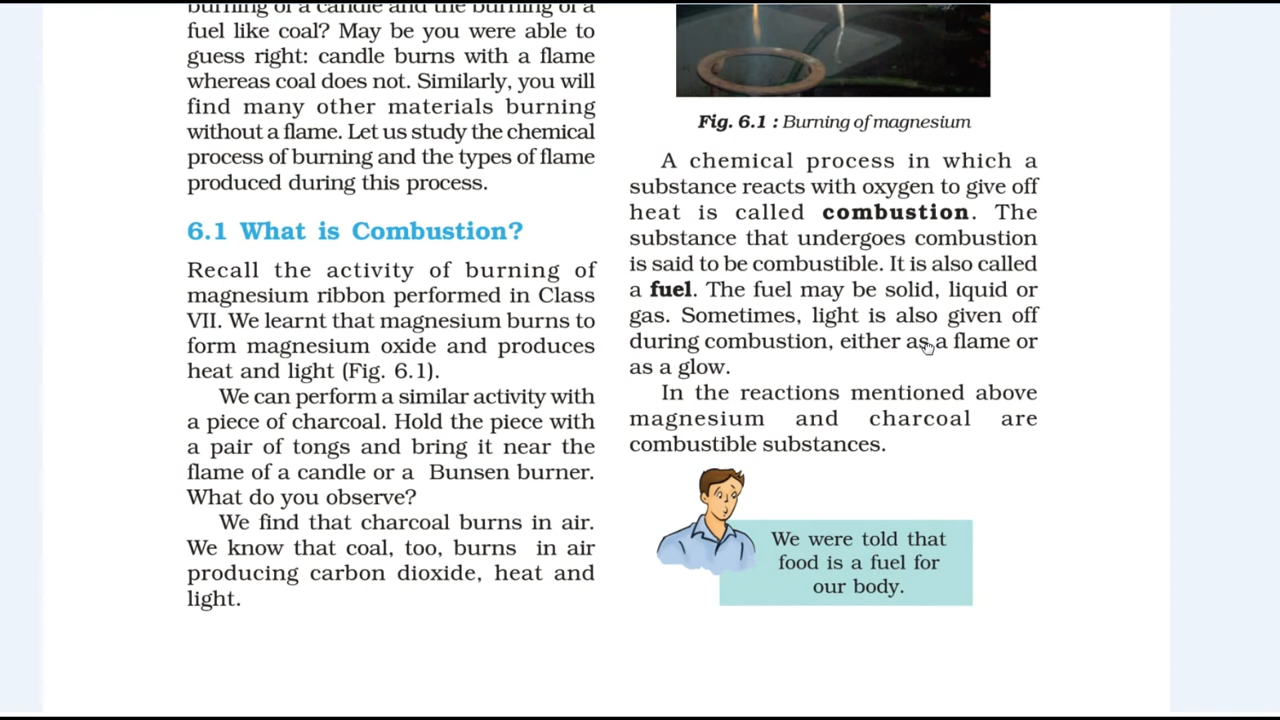 burning of a candle and the burning of a
fuel like coal? May be you were able to
guess right: candle burns with a flame
whereas coal does not. Similarly, you will
find many other materials burning
without a flame. Let us study the chemical
process of burning and the types of flame
produced during this process.
6.1 What is Combustion?
Recall the activity of burning of
magnesium ribbon performed in Class
VII. We learnt that magnesium burns to
form magnesium oxide and produces
heat and light (Fig. 6.1).
We can perform a similar activity with
a piece of charcoal. Hold the piece with
a pair of tongs and bring it near the
flame of a candle or a Bunsen burner.
What do you observe?
We find that charcoal burns in air.
We know that coal, too, burns in air
producing carbon dioxide, heat and
light.
Fig. 6.1 : Burning of magnesium
A chemical process in which a
substance reacts with oxygen to give off
heat is called combustion. The
substance that undergoes combustion
is said to be combustible. It is also called
a fuel. The fuel may be solid, liquid or
gas. Sometimes, light is also given off
during combustion, either as a flame or
as a glow.
In the reactions mentioned above
magnesium and charcoal are
combustible substances.
We were told that
food is a fuel for
our body.